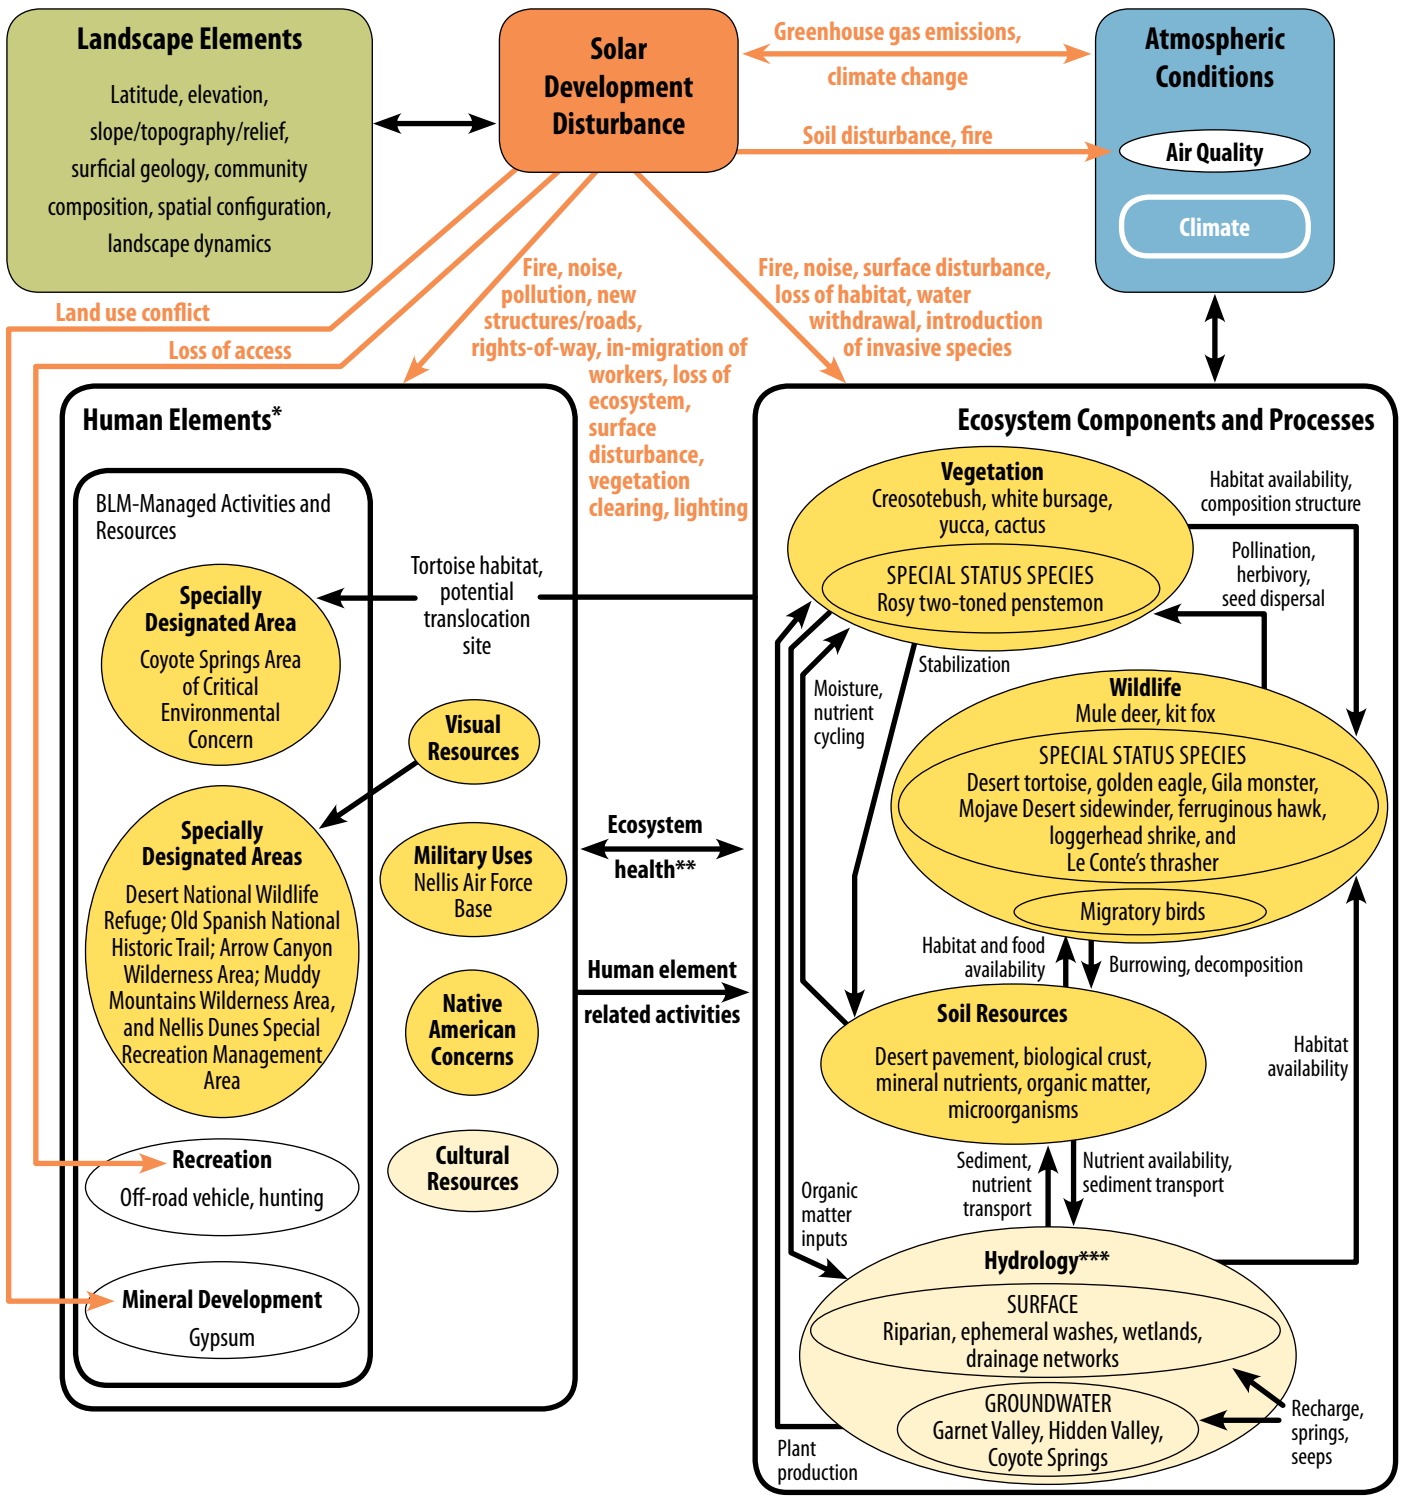 Landscape Elements
Latitude, elevation,
slope/topography/relief,
surficial geology, community
composition, spatial configuration,
landscape dynamics
Solar
Development
Disturbance
Greenhouse gas emissions,
climate change
Soil disturbance, fire
Atmospheric
Conditions
Air Quality
Climate
Land use conflict
Loss of access
Fire, noise,
pollution, new
structures/roads,
rights-of-way, in-migration of
workers, loss of
ecosystem,
surface
disturbance,
vegetation
clearing, lighting
Fire, noise, surface disturbance,
loss of habitat, water
withdrawal, introduction
of invasive species
Human Elements*
BLM-Managed Activities and
Resources
Specially
Designated Area
Coyote Springs Area
of Critical
Environmental
Concern
Tortoise habitat,
potential
translocation
site
Visual
Resources
Specially
Designated Areas
Desert National Wildlife
Refuge; Old Spanish National
Historic Trail; Arrow Canyon
Wilderness Area; Muddy
Mountains Wilderness Area,
and Nellis Dunes Special
Recreation Management
Area
Military Uses
Nellis Air Force
Base
Native
American
Concerns
Cultural
Resources
Recreation
Off-road vehicle, hunting
Mineral Development
Gypsum
Ecosystem
health**
Human element
related activities
Ecosystem Components and Processes
Vegetation
Creosotebush, white bursage,
yucca, cactus
SPECIAL STATUS SPECIES
Rosy two-toned penstemon
Habitat availability,
composition structure
Pollination,
herbivory,
seed dispersal
Stabilization
Moisture,
nutrient
cycling
Wildlife
Mule deer, kit fox
SPECIAL STATUS SPECIES
Desert tortoise, golden eagle, Gila monster,
Mojave Desert sidewinder, ferruginous hawk,
loggerhead shrike, and
Le Conte's thrasher
Migratory birds
Habitat and food
availability
Burrowing, decomposition
Soil Resources
Desert pavement, biological crust,
mineral nutrients, organic matter,
microorganisms
Habitat
availability
Sediment,
nutrient
transport
Nutrient availability,
sediment transport
Organic
matter
inputs
Hydrology***
SURFACE
Riparian, ephemeral washes, wetlands,
drainage networks
GROUNDWATER
Garnet Valley, Hidden Valley,
Coyote Springs
Recharge,
springs,
seeps
Plant
production